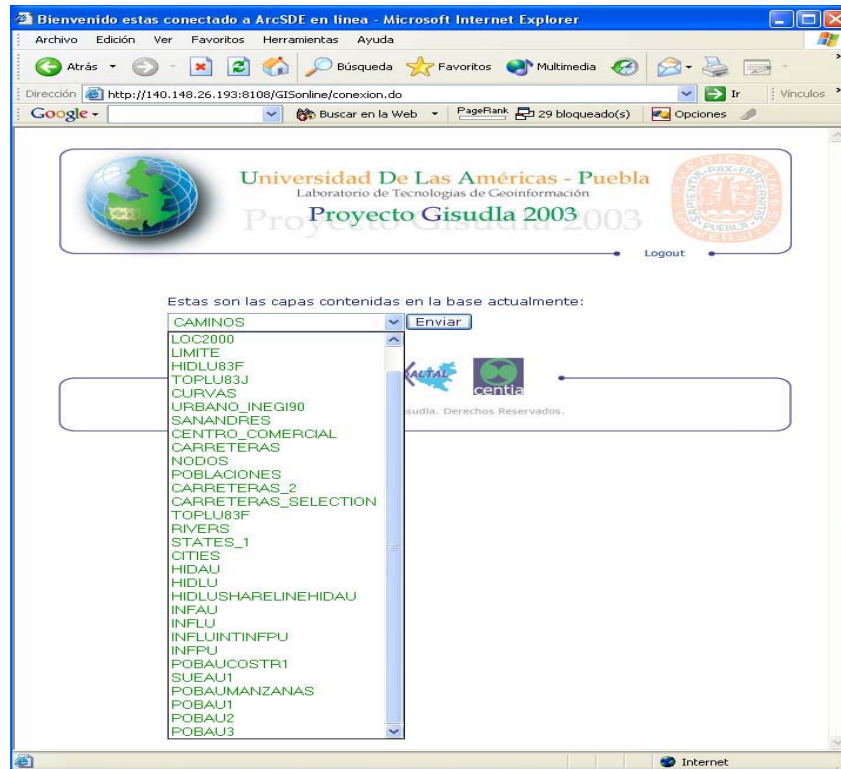 Bienvenido estas conectado a ArcSDE en linea - Microsoft Internet Explorer
Archivo Edición Ver Favoritos Herramientas Ayuda
Atrás Búsqueda Favoritos Multimedia
Dirección http://140.148.26.193:8108/GISonline/conexion.do Ir Vínculos
Google Buscar en la Web PageRank 29 bloqueado(s) Opciones
Universidad De Las Américas - Puebla
Laboratorio de Tecnologias de Geoinformación
Proyecto Gisudla 2003
Logout
Estas son las capas contenidas en la base actualmente:
CAMINOS Enviar
LOC2000
LIMITE
HIDLU83F
TOPLU83J
CURVAS
URBANO_INEGI90
SANANDRES
CENTRO_COMERCIAL
CARRETERAS
NODOS
POBLACIONES
CARRETERAS_2
CARRETERAS_SELECTION
TOPLU83F
RIVERS
STATES_1
CITIES
HIDAU
HIDLU
HIDLUSHARELINEHIDAU
INFAU
INFLU
INFLUINTINFPU
INFPU
POBAUCOSTR1
SUEAU1
POBAUMANZANAS
POBAU1
POBAU2
POBAU3
centia
sudla. Derechos Reservados.
Internet